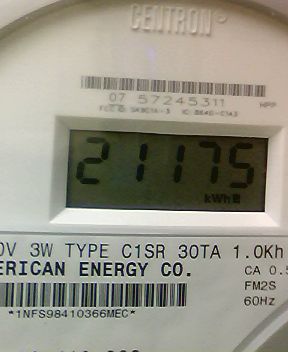 CENTRON
07 57245311 HPP
21175
kWh
0V 3W TYPE C1SR 30TA 1.0Kh
ERICAN ENERGY CO. CA 0.5
FM2S
60Hz
*1NFS98410366MEC*